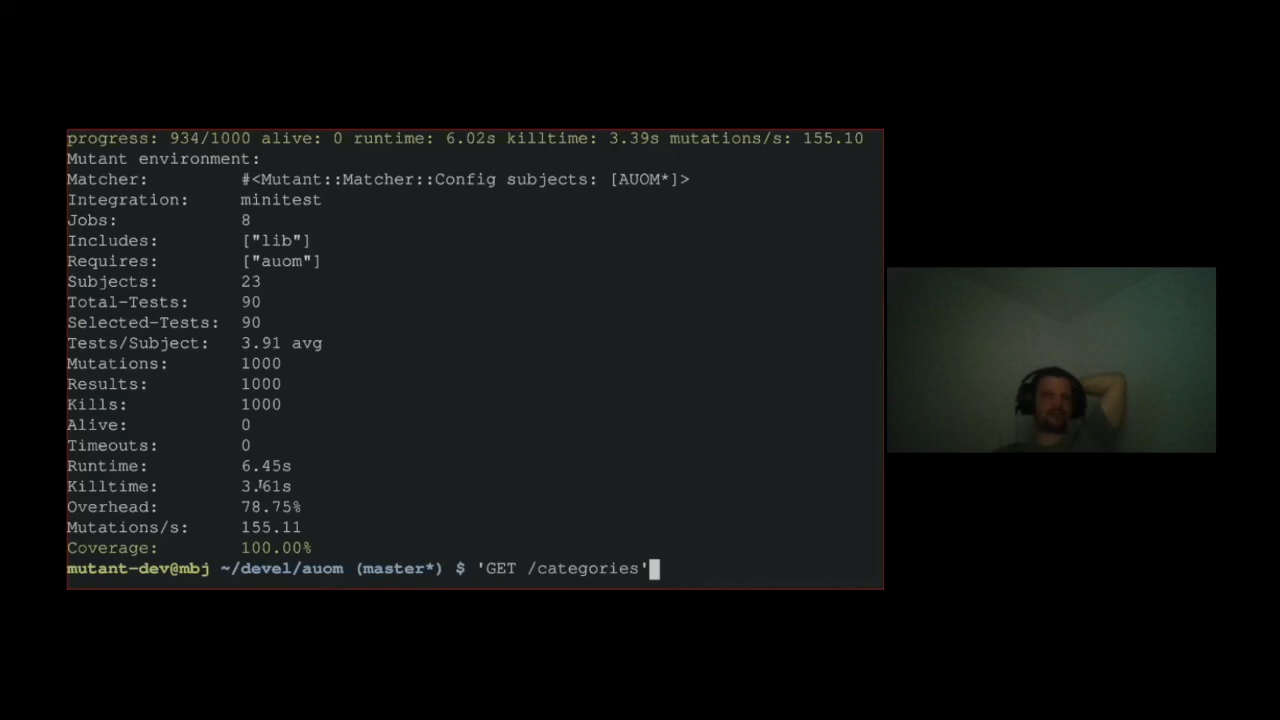 progress: 934/1000 alive: 0 runtime: 6.02s killtime: 3.39s mutations/s: 155.10
Mutant environment:
Matcher: #<Mutant::Matcher::Config subjects: [AUOM*]>
Integration: minitest
Jobs: 8
Includes: ["lib"]
Requires: ["auom"]
Subjects: 23
Total-Tests: 90
Selected-Tests: 90
Tests/Subject: 3.91 avg
Mutations: 1000
Results: 1000
Kills: 1000
Alive: 0
Timeouts: 0
Runtime: 6.45s
Killtime: 3.61s
Overhead: 78.75%
Mutations/s: 155.11
Coverage: 100.00%
mutant-dev@mbj ~/devel/auom (master*) $ 'GET /categories'